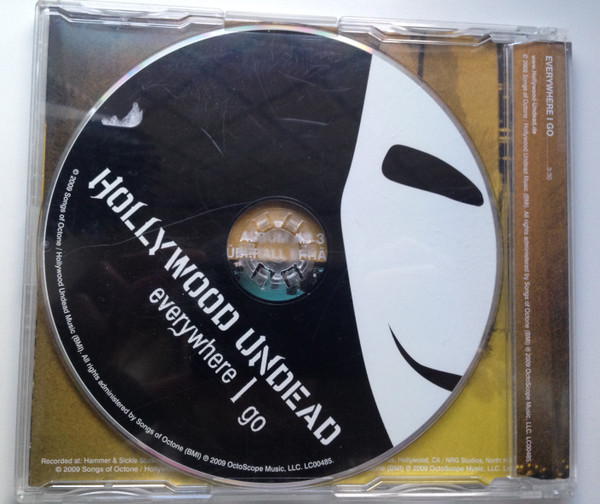 HOLLYWOOD UNDEAD
everywhere I go
© 2009 Songs of Octone / Hollywood Undead Music (BMI). All rights administered by Songs of Octone (BMI) ℗ 2009 OctoScope Music, LLC. LC00485.
EVERYWHERE I GO 3:30
www.Hollywood-Undead.de
© 2009 Songs of Octone / Hollywood Undead Music (BMI). All rights administered by Songs of Octone (BMI) ℗ 2009 OctoScope Music, LLC. LC00485.
Recorded at: Hammer & Sickle Hollywood, CA / NRG Studios, North
© 2009 Songs of Octone / (BMI) ℗ 2009 OctoScope Music, LLC.